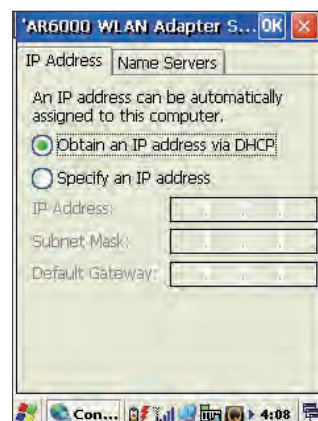 'AR6000 WLAN Adapter S... OK
IP Address Name Servers
An IP address can be automatically
assigned to this computer.
Obtain an IP address via DHCP
Specify an IP address
IP Address:
Subnet Mask:
Default Gateway:
Con... 4:08